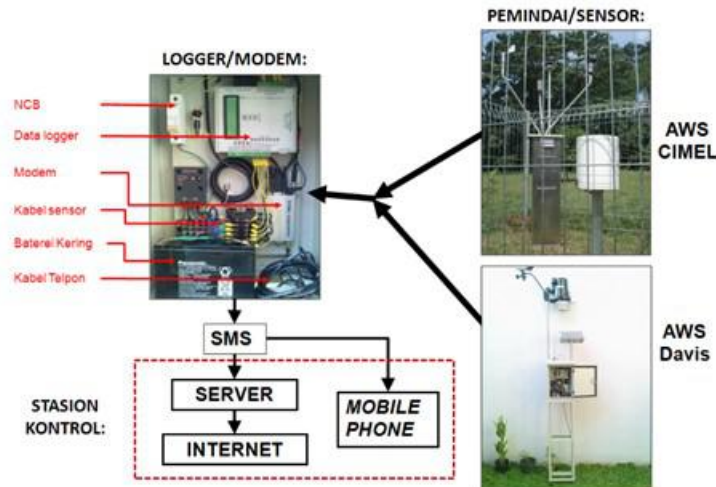 PEMINDAI/SENSOR:
LOGGER/MODEM:
NCB
Data logger
Modem
Kabel sensor
Baterei Kering
Kabel Telpon
AWS
CIMEL
AWS
Davis
SMS
STASION
KONTROL:
SERVER
INTERNET
MOBILE
PHONE